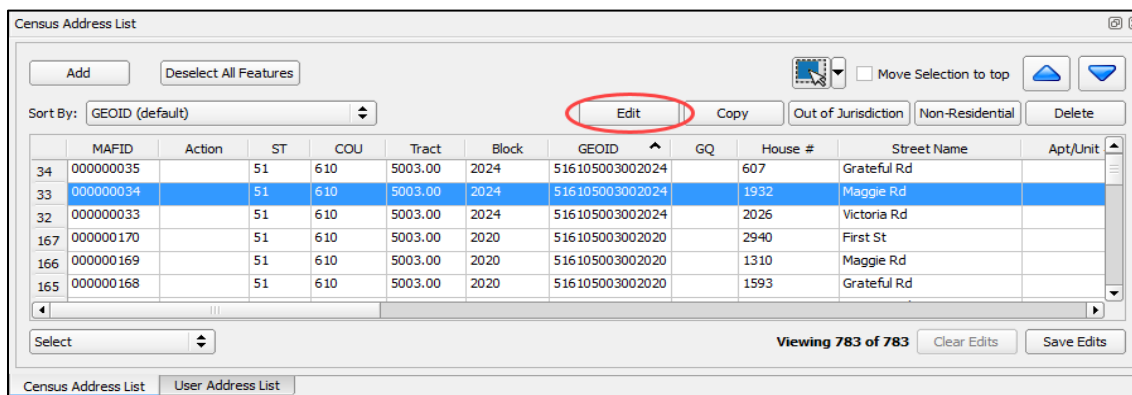 Census Address List
Add Deselect All Features Move Selection to top
Sort By: GEOID (default) Edit Copy Out of Jurisdiction Non-Residential Delete
MAFID Action ST COU Tract Block GEOID GQ House # Street Name Apt/Unit
34 000000035 51 610 5003.00 2024 516105003002024 607 Grateful Rd
33 000000034 51 610 5003.00 2024 516105003002024 1932 Maggie Rd
32 000000033 51 610 5003.00 2024 516105003002024 2026 Victoria Rd
167 000000170 51 610 5003.00 2020 516105003002020 2940 First St
166 000000169 51 610 5003.00 2020 516105003002020 1310 Maggie Rd
165 000000168 51 610 5003.00 2020 516105003002020 1593 Grateful Rd
Select Viewing 783 of 783 Clear Edits Save Edits
Census Address List User Address List